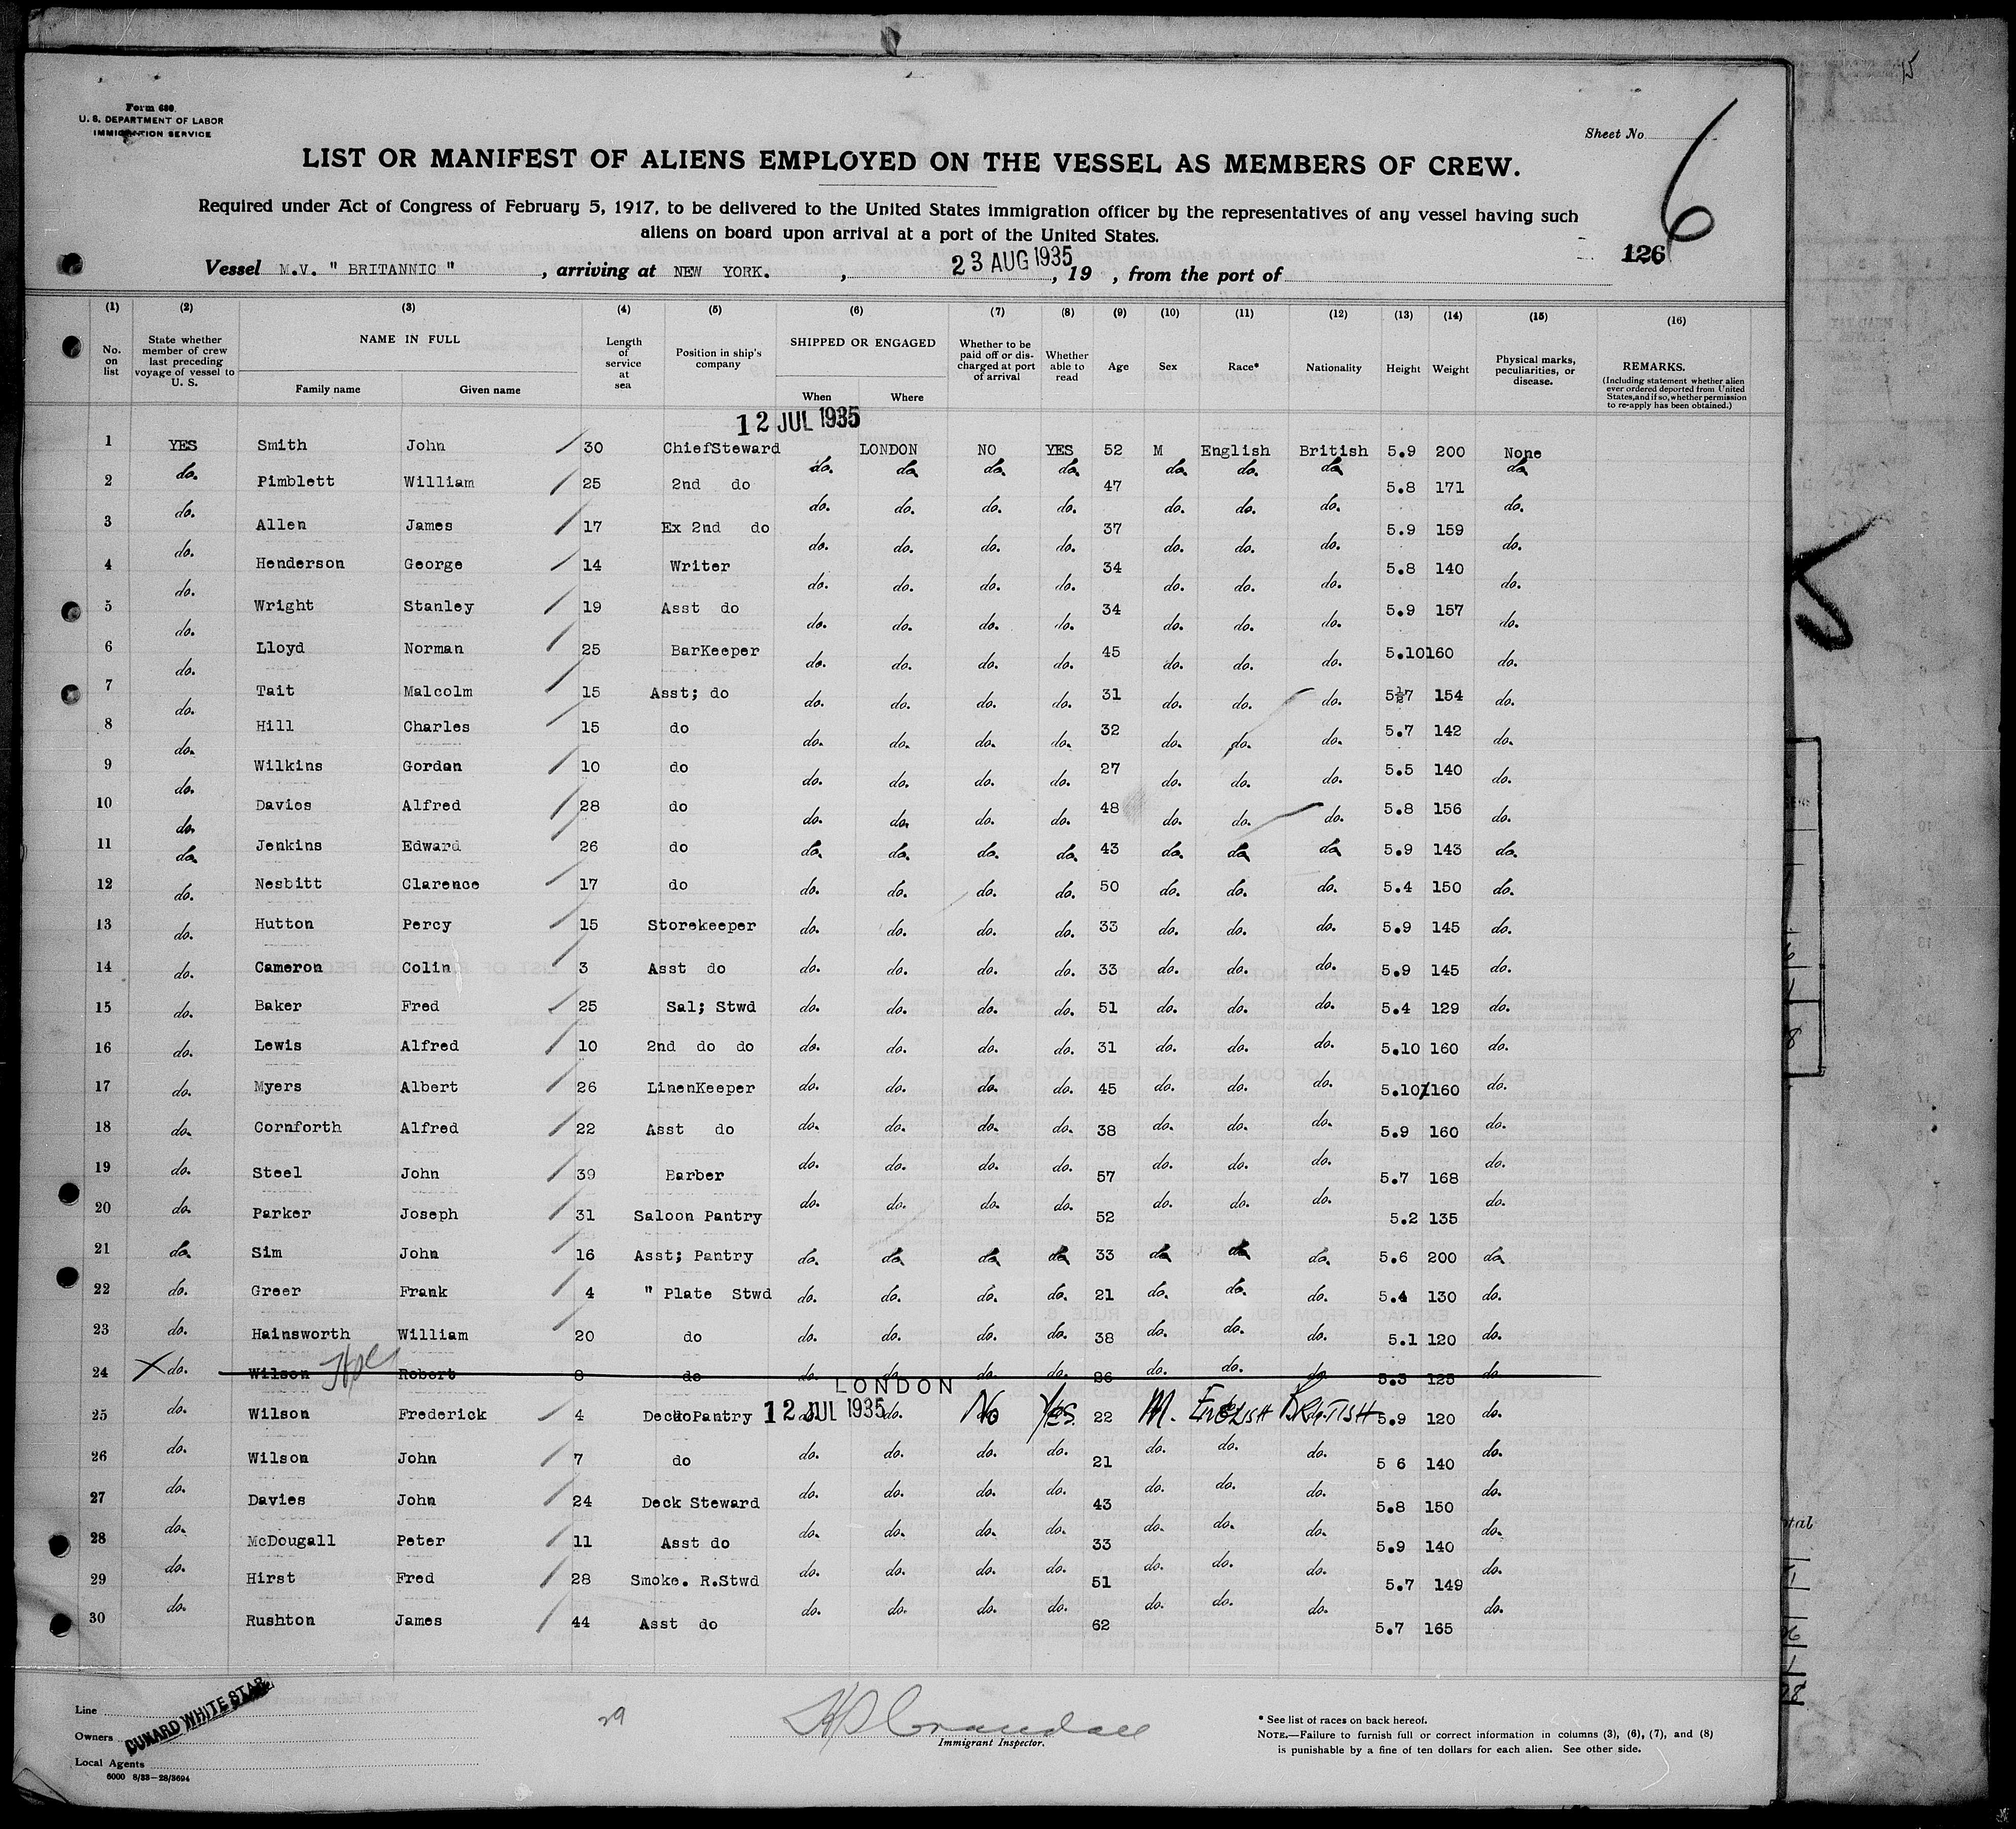 15
Form 680
U. S. DEPARTMENT OF LABOR
IMMIGRATION SERVICE
Sheet No. 6
LIST OR MANIFEST OF ALIENS EMPLOYED ON THE VESSEL AS MEMBERS OF CREW.
Required under Act of Congress of February 5, 1917, to be delivered to the United States immigration officer by the representatives of any vessel having such
aliens on board upon arrival at a port of the United States.
126
Vessel M.V. " BRITANNIC " , arriving at NEW YORK. , 23 AUG 1935 , 19 , from the port of
(1) (2) (3) (4) (5) (6) (7) (8) (9) (10) (11) (12) (13) (14) (15) (16)
No. on list
State whether member of crew last preceding voyage of vessel to U. S.
NAME IN FULL
Family name Given name
Length of service at sea
Position in ship's company
SHIPPED OR ENGAGED
When Where
Whether to be paid off or discharged at port of arrival
Whether able to read
Age Sex Race* Nationality Height Weight
Physical marks, peculiarities, or disease.
REMARKS.
(Including statement whether alien ever ordered deported from United States, and if so, whether permission to re-apply has been obtained.)
12 JUL 1935
1 YES Smith John 30 ChiefSteward LONDON NO YES 52 M English British 5.9 200 None
2 do. Pimblett William 25 2nd do do. do. do. do. 47 do. do. do. 5.8 171 do.
3 do. Allen James 17 Ex 2nd do do. do. do. do. 37 do. do. do. 5.9 159 do.
4 do. Henderson George 14 Writer do. do. do. do. 34 do. do. do. 5.8 140 do.
5 do. Wright Stanley 19 Asst do do. do. do. do. 34 do. do. do. 5.9 157 do.
6 do. Lloyd Norman 25 BarKeeper do. do. do. do. 45 do. do. do. 5.10 160 do.
7 do. Tait Malcolm 15 Asst; do do. do. do. do. 31 do. do. do. 5½7 154 do.
8 do. Hill Charles 15 do do. do. do. do. 32 do. do. do. 5.7 142 do.
9 do. Wilkins Gordon 10 do do. do. do. do. 27 do. do. do. 5.5 140 do.
10 do. Davies Alfred 28 do do. do. do. do. 48 do. do. do. 5.8 156 do.
11 do. Jenkins Edward 26 do do. do. do. do. 43 do. do. do. 5.9 143 do.
12 do. Nesbitt Clarence 17 do do. do. do. do. 50 do. do. do. 5.4 150 do.
13 do. Hutton Percy 15 Storekeeper do. do. do. do. 33 do. do. do. 5.9 145 do.
14 do. Cameron Colin 3 Asst do do. do. do. do. 33 do. do. do. 5.9 145 do.
15 do. Baker Fred 25 Sal; Stwd do. do. do. do. 51 do. do. do. 5.4 129 do.
16 do. Lewis Alfred 10 2nd do do do. do. do. do. 31 do. do. do. 5.10 160 do.
17 do. Myers Albert 26 LinenKeeper do. do. do. do. 45 do. do. do. 5.10 160 do.
18 do. Cornforth Alfred 22 Asst do do. do. do. do. 38 do. do. do. 5.9 160 do.
19 do. Steel John 39 Barber do. do. do. do. 57 do. do. do. 5.7 168 do.
20 do. Parker Joseph 31 Saloon Pantry do. do. do. do. 52 do. do. do. 5.2 135 do.
21 do. Sim John 16 Asst; Pantry do. do. do. do. 33 do. do. do. 5.6 200 do.
22 do. Greer Frank 4 " Plate Stwd do. do. do. do. 21 do. do. do. 5.4 130 do.
23 do. Hainsworth William 20 do do. do. do. do. 38 do. do. do. 5.1 120 do.
24 do. Wilson Robert 8 do do. do. do. do. 26 do. do. do. 5.3 125 do.
LONDON
25 do. Wilson Frederick 4 Deck Pantry 12 JUL 1935 do. No Yes 22 M. English British 5.9 120 do.
26 do. Wilson John 7 do do. do. do. do. 21 do. do. do. 5 6 140 do.
27 do. Davies John 24 Deck Steward do. do. do. do. 43 do. do. do. 5.8 150 do.
28 do. McDougall Peter 11 Asst do do. do. do. do. 33 do. do. do. 5.9 140 do.
29 do. Hirst Fred 28 Smoke. R.Stwd do. do. do. do. 51 do. do. do. 5.7 149 do.
30 do. Rushton James 44 Asst do do. do. do. do. 62 do. do. do. 5.7 165 do.
Line
Owners CUNARD WHITE STAR
Local Agents
6000 8/33—28/3694
29
Immigrant Inspector.
* See list of races on back hereof.
NOTE.—Failure to furnish full or correct information in columns (3), (6), (7), and (8)
is punishable by a fine of ten dollars for each alien. See other side.